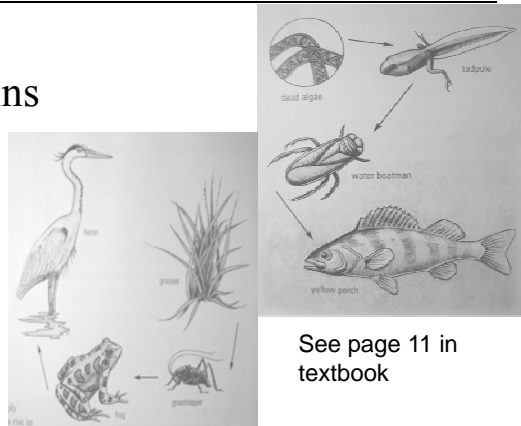 ns
dead algae
tadpole
water boatman
yellow perch
heron
grasses
grasshopper
frog
See page 11 in
textbook